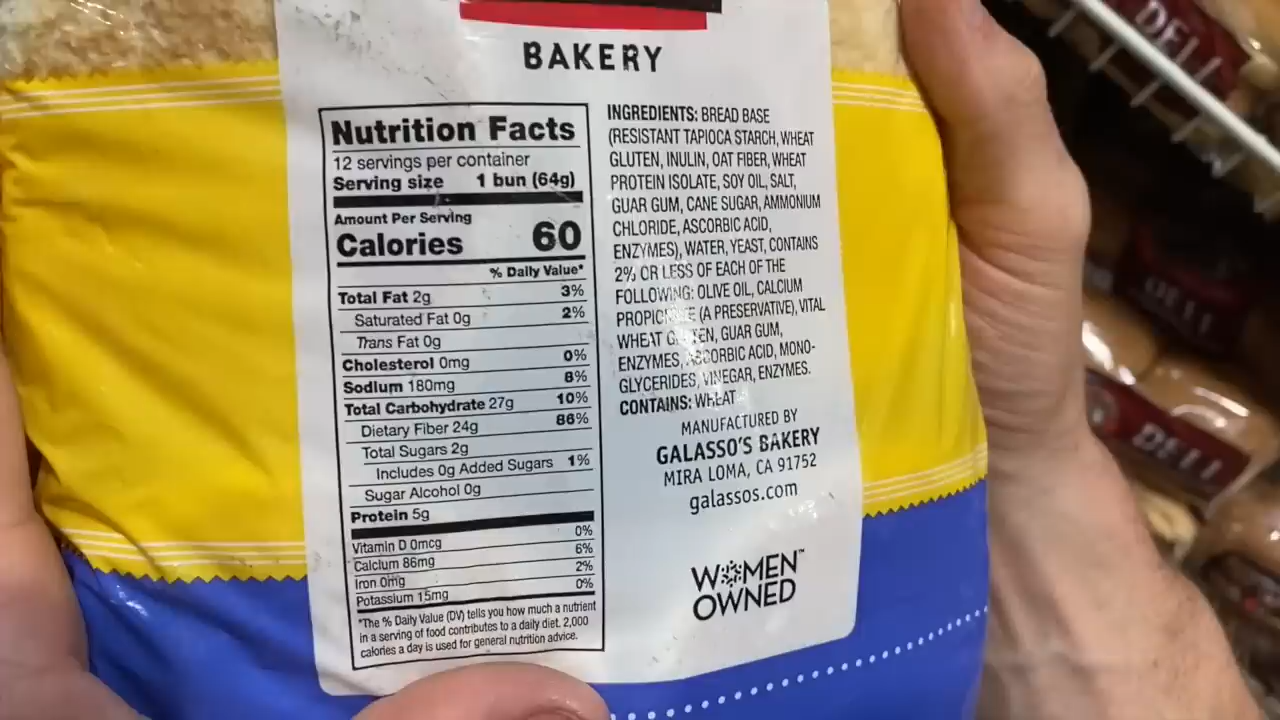 BAKERY
Nutrition Facts
12 servings per container
Serving size 1 bun (64g)
Amount Per Serving
Calories 60
% Daily Value*
Total Fat 2g 3%
Saturated Fat 0g 2%
Trans Fat 0g
Cholesterol 0mg 0%
Sodium 180mg 8%
Total Carbohydrate 27g 10%
Dietary Fiber 24g 86%
Total Sugars 2g
Includes 0g Added Sugars 1%
Sugar Alcohol 0g
Protein 5g
Vitamin D 0mcg 0%
Calcium 86mg 6%
Iron 0mg 2%
Potassium 15mg 0%
*The % Daily Value (DV) tells you how much a nutrient
in a serving of food contributes to a daily diet. 2,000
calories a day is used for general nutrition advice.
INGREDIENTS: BREAD BASE
(RESISTANT TAPIOCA STARCH, WHEAT
GLUTEN, INULIN, OAT FIBER, WHEAT
PROTEIN ISOLATE, SOY OIL, SALT,
GUAR GUM, CANE SUGAR, AMMONIUM
CHLORIDE, ASCORBIC ACID,
ENZYMES), WATER, YEAST, CONTAINS
2% OR LESS OF EACH OF THE
FOLLOWING: OLIVE OIL, CALCIUM
(A PRESERVATIVE), VITAL
WHEAT GLUTEN, GUAR GUM,
ENZYMES, ASCORBIC ACID, MONO-
GLYCERIDES, VINEGAR, ENZYMES.
CONTAINS: WHEAT
MANUFACTURED BY
GALASSO'S BAKERY
MIRA LOMA, CA 91752
galassos.com
WOMEN™
OWNED
DELI
DELI
DELI